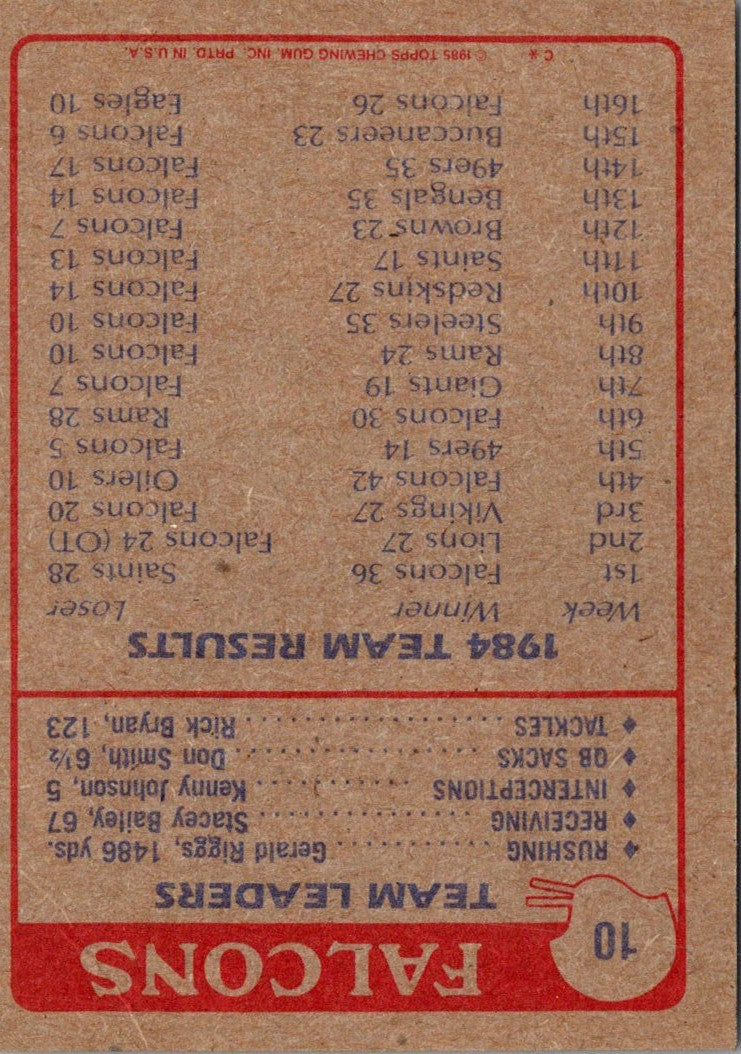 10
FALCONS
TEAM LEADERS
♦ RUSHING . . . . . . . . . . . . . . Gerald Riggs, 1486 yds.
♦ RECEIVING . . . . . . . . . . . . . . . . . . . Stacey Bailey, 67
♦ INTERCEPTIONS . . . . . . . . . . . . . Kenny Johnson, 5
♦ QB SACKS . . . . . . . . . . . . . . . . . . . . Don Smith, 6½
♦ TACKLES . . . . . . . . . . . . . . . . . . . . . Rick Bryan, 123
1984 TEAM RESULTS
Week Winner Loser
1st Falcons 36 Saints 28
2nd Lions 27 Falcons 24 (OT)
3rd Vikings 27 Falcons 20
4th Falcons 42 Oilers 10
5th 49ers 14 Falcons 5
6th Falcons 30 Rams 28
7th Giants 19 Falcons 7
8th Rams 24 Falcons 10
9th Steelers 35 Falcons 10
10th Redskins 27 Falcons 14
11th Saints 17 Falcons 13
12th Browns 23 Falcons 7
13th Bengals 35 Falcons 14
14th 49ers 35 Falcons 17
15th Buccaneers 23 Falcons 6
16th Falcons 26 Eagles 10
C * © 1985 TOPPS CHEWING GUM, INC. PRTD. IN U.S.A.